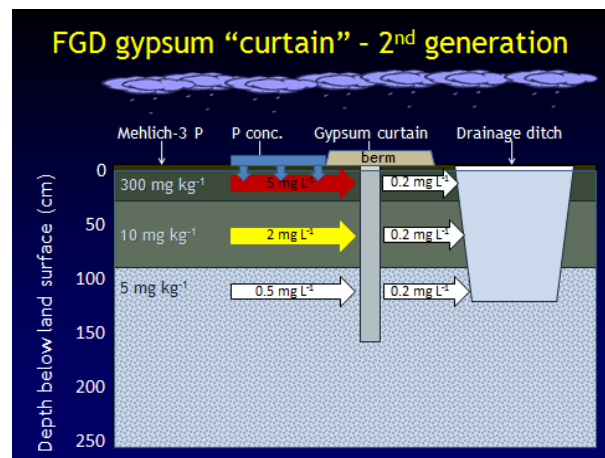 FGD gypsum “curtain” – 2nd generation
Mehlich-3 P
P conc.
Gypsum curtain
Drainage ditch
berm
0
300 mg kg⁻¹
5 mg L⁻¹
0.2 mg L⁻¹
50
10 mg kg⁻¹
2 mg L⁻¹
0.2 mg L⁻¹
100
5 mg kg⁻¹
0.5 mg L⁻¹
0.2 mg L⁻¹
150
200
250
Depth below land surface (cm)